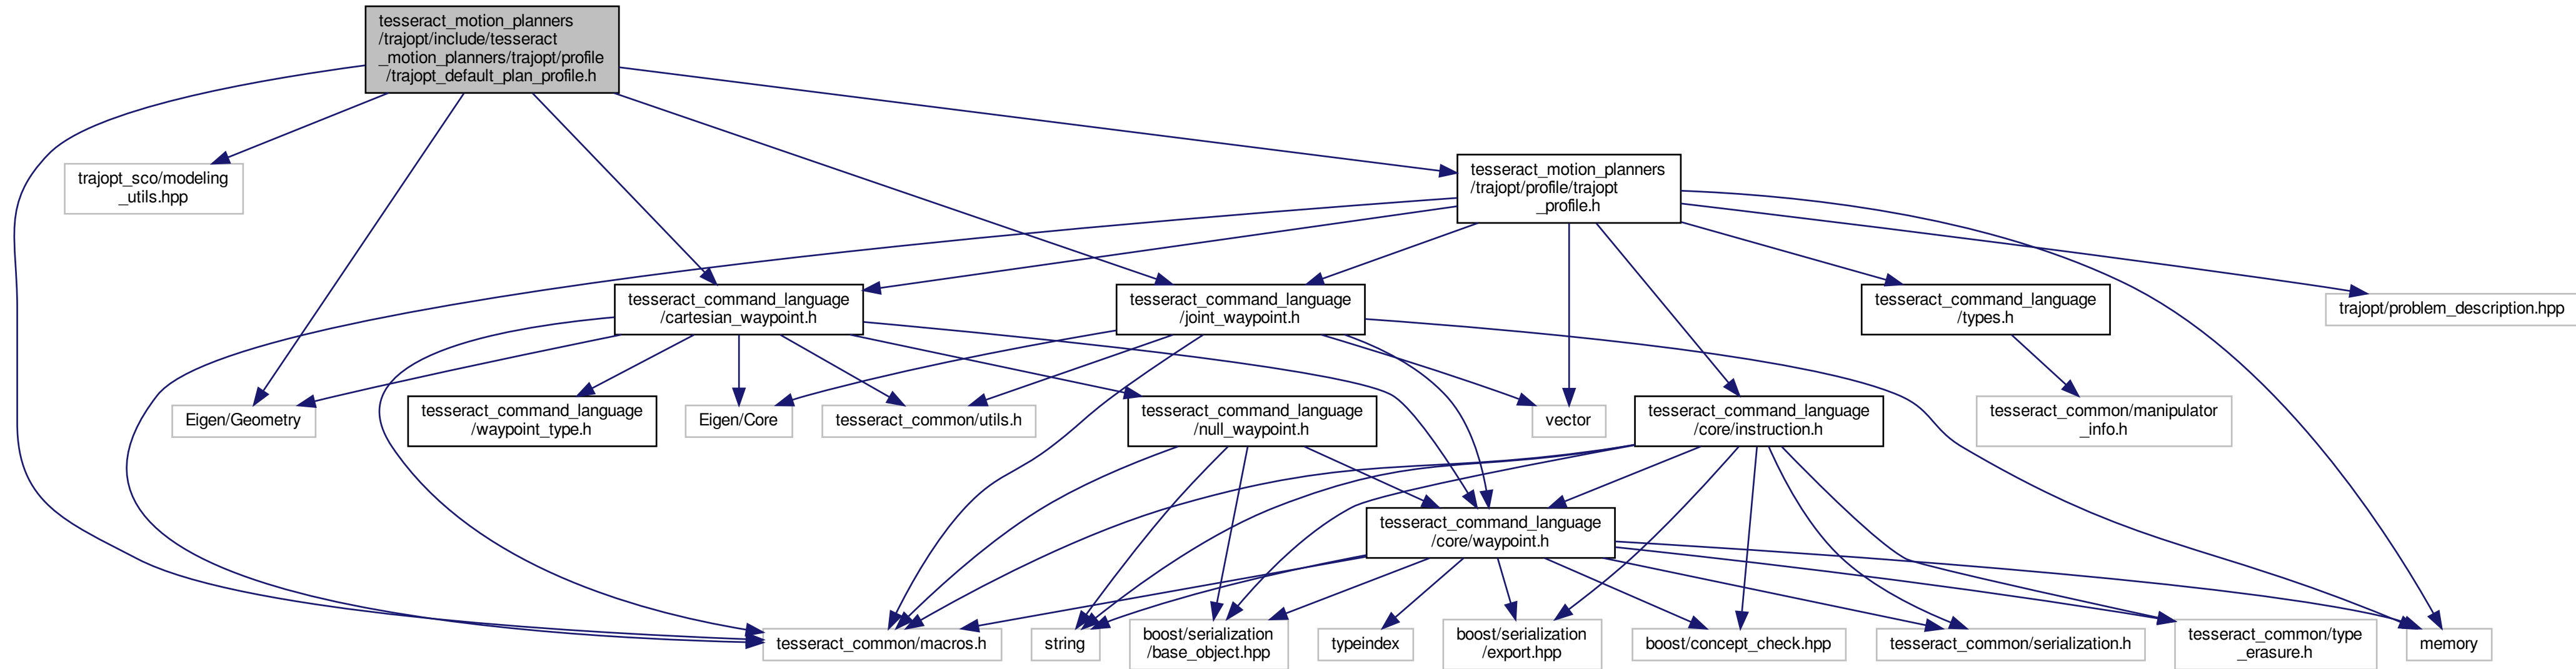 tesseract_motion_planners
/trajopt/include/tesseract
_motion_planners/trajopt/profile
/trajopt_default_plan_profile.h
trajopt_sco/modeling
_utils.hpp
tesseract_motion_planners
/trajopt/profile/trajopt
_profile.h
tesseract_command_language
/cartesian_waypoint.h
tesseract_command_language
/joint_waypoint.h
tesseract_command_language
/types.h
trajopt/problem_description.hpp
Eigen/Geometry
tesseract_command_language
/waypoint_type.h
Eigen/Core
tesseract_common/utils.h
tesseract_command_language
/null_waypoint.h
vector
tesseract_command_language
/core/instruction.h
tesseract_common/manipulator
_info.h
tesseract_command_language
/core/waypoint.h
tesseract_common/macros.h
string
boost/serialization
/base_object.hpp
typeindex
boost/serialization
/export.hpp
boost/concept_check.hpp
tesseract_common/serialization.h
tesseract_common/type
_erasure.h
memory